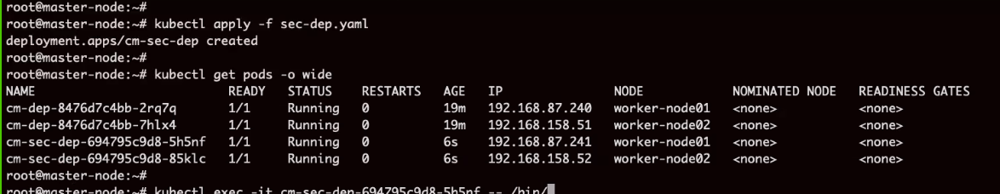 root@master-node:~#
root@master-node:~# kubectl apply -f sec-dep.yaml
deployment.apps/cm-sec-dep created
root@master-node:~#
root@master-node:~# kubectl get pods -o wide
NAME READY STATUS RESTARTS AGE IP NODE NOMINATED NODE READINESS GATES
cm-dep-8476d7c4bb-2rq7q 1/1 Running 0 19m 192.168.87.240 worker-node01 <none> <none>
cm-dep-8476d7c4bb-7hlx4 1/1 Running 0 19m 192.168.158.51 worker-node02 <none> <none>
cm-sec-dep-694795c9d8-5h5nf 1/1 Running 0 6s 192.168.87.241 worker-node01 <none> <none>
cm-sec-dep-694795c9d8-85klc 1/1 Running 0 6s 192.168.158.52 worker-node02 <none> <none>
root@master-node:~#
root@master-node:~# kubectl exec -it cm-sec-dep-694795c9d8-5h5nf -- /bin/